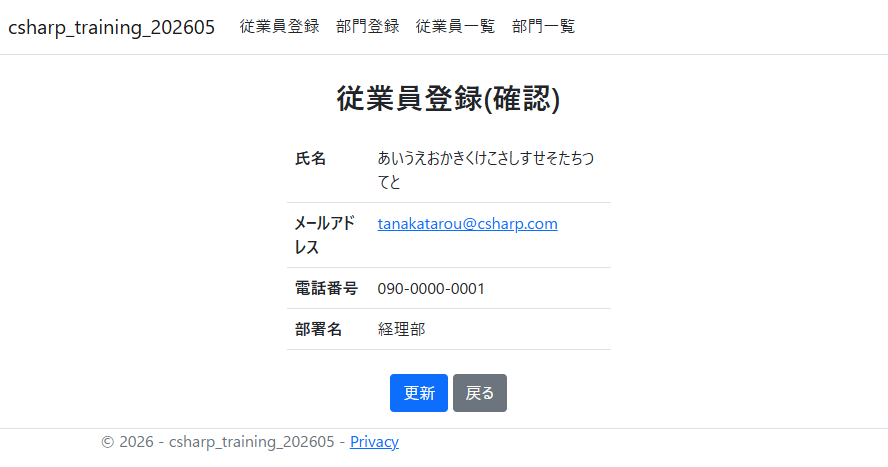 csharp_training_202605 従業員登録 部門登録 従業員一覧 部門一覧
従業員登録(確認)
氏名 あいうえおかきくけこさしすせそたちつ
てと
メールアド tanakatarou@csharp.com
レス
電話番号 090-0000-0001
部署名 経理部
更新 戻る
© 2026 - csharp_training_202605 - Privacy